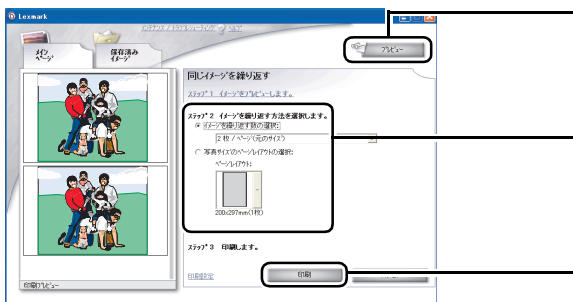 Lexmark
プレビュー
メイン
ページ
保存済み
イメージ
同じイメージを繰り返す
ステップ 1 イメージをプレビューします。
ステップ 2 イメージを繰り返す方法を選択します。
イメージを繰り返す数の選択:
2 枚 / ページ(元のサイズ)
写真サイズのページレイアウトの選択:
ページレイアウト:
200x297mm(1枚)
ステップ 3 印刷します。
印刷設定
印刷
印刷プレビュー